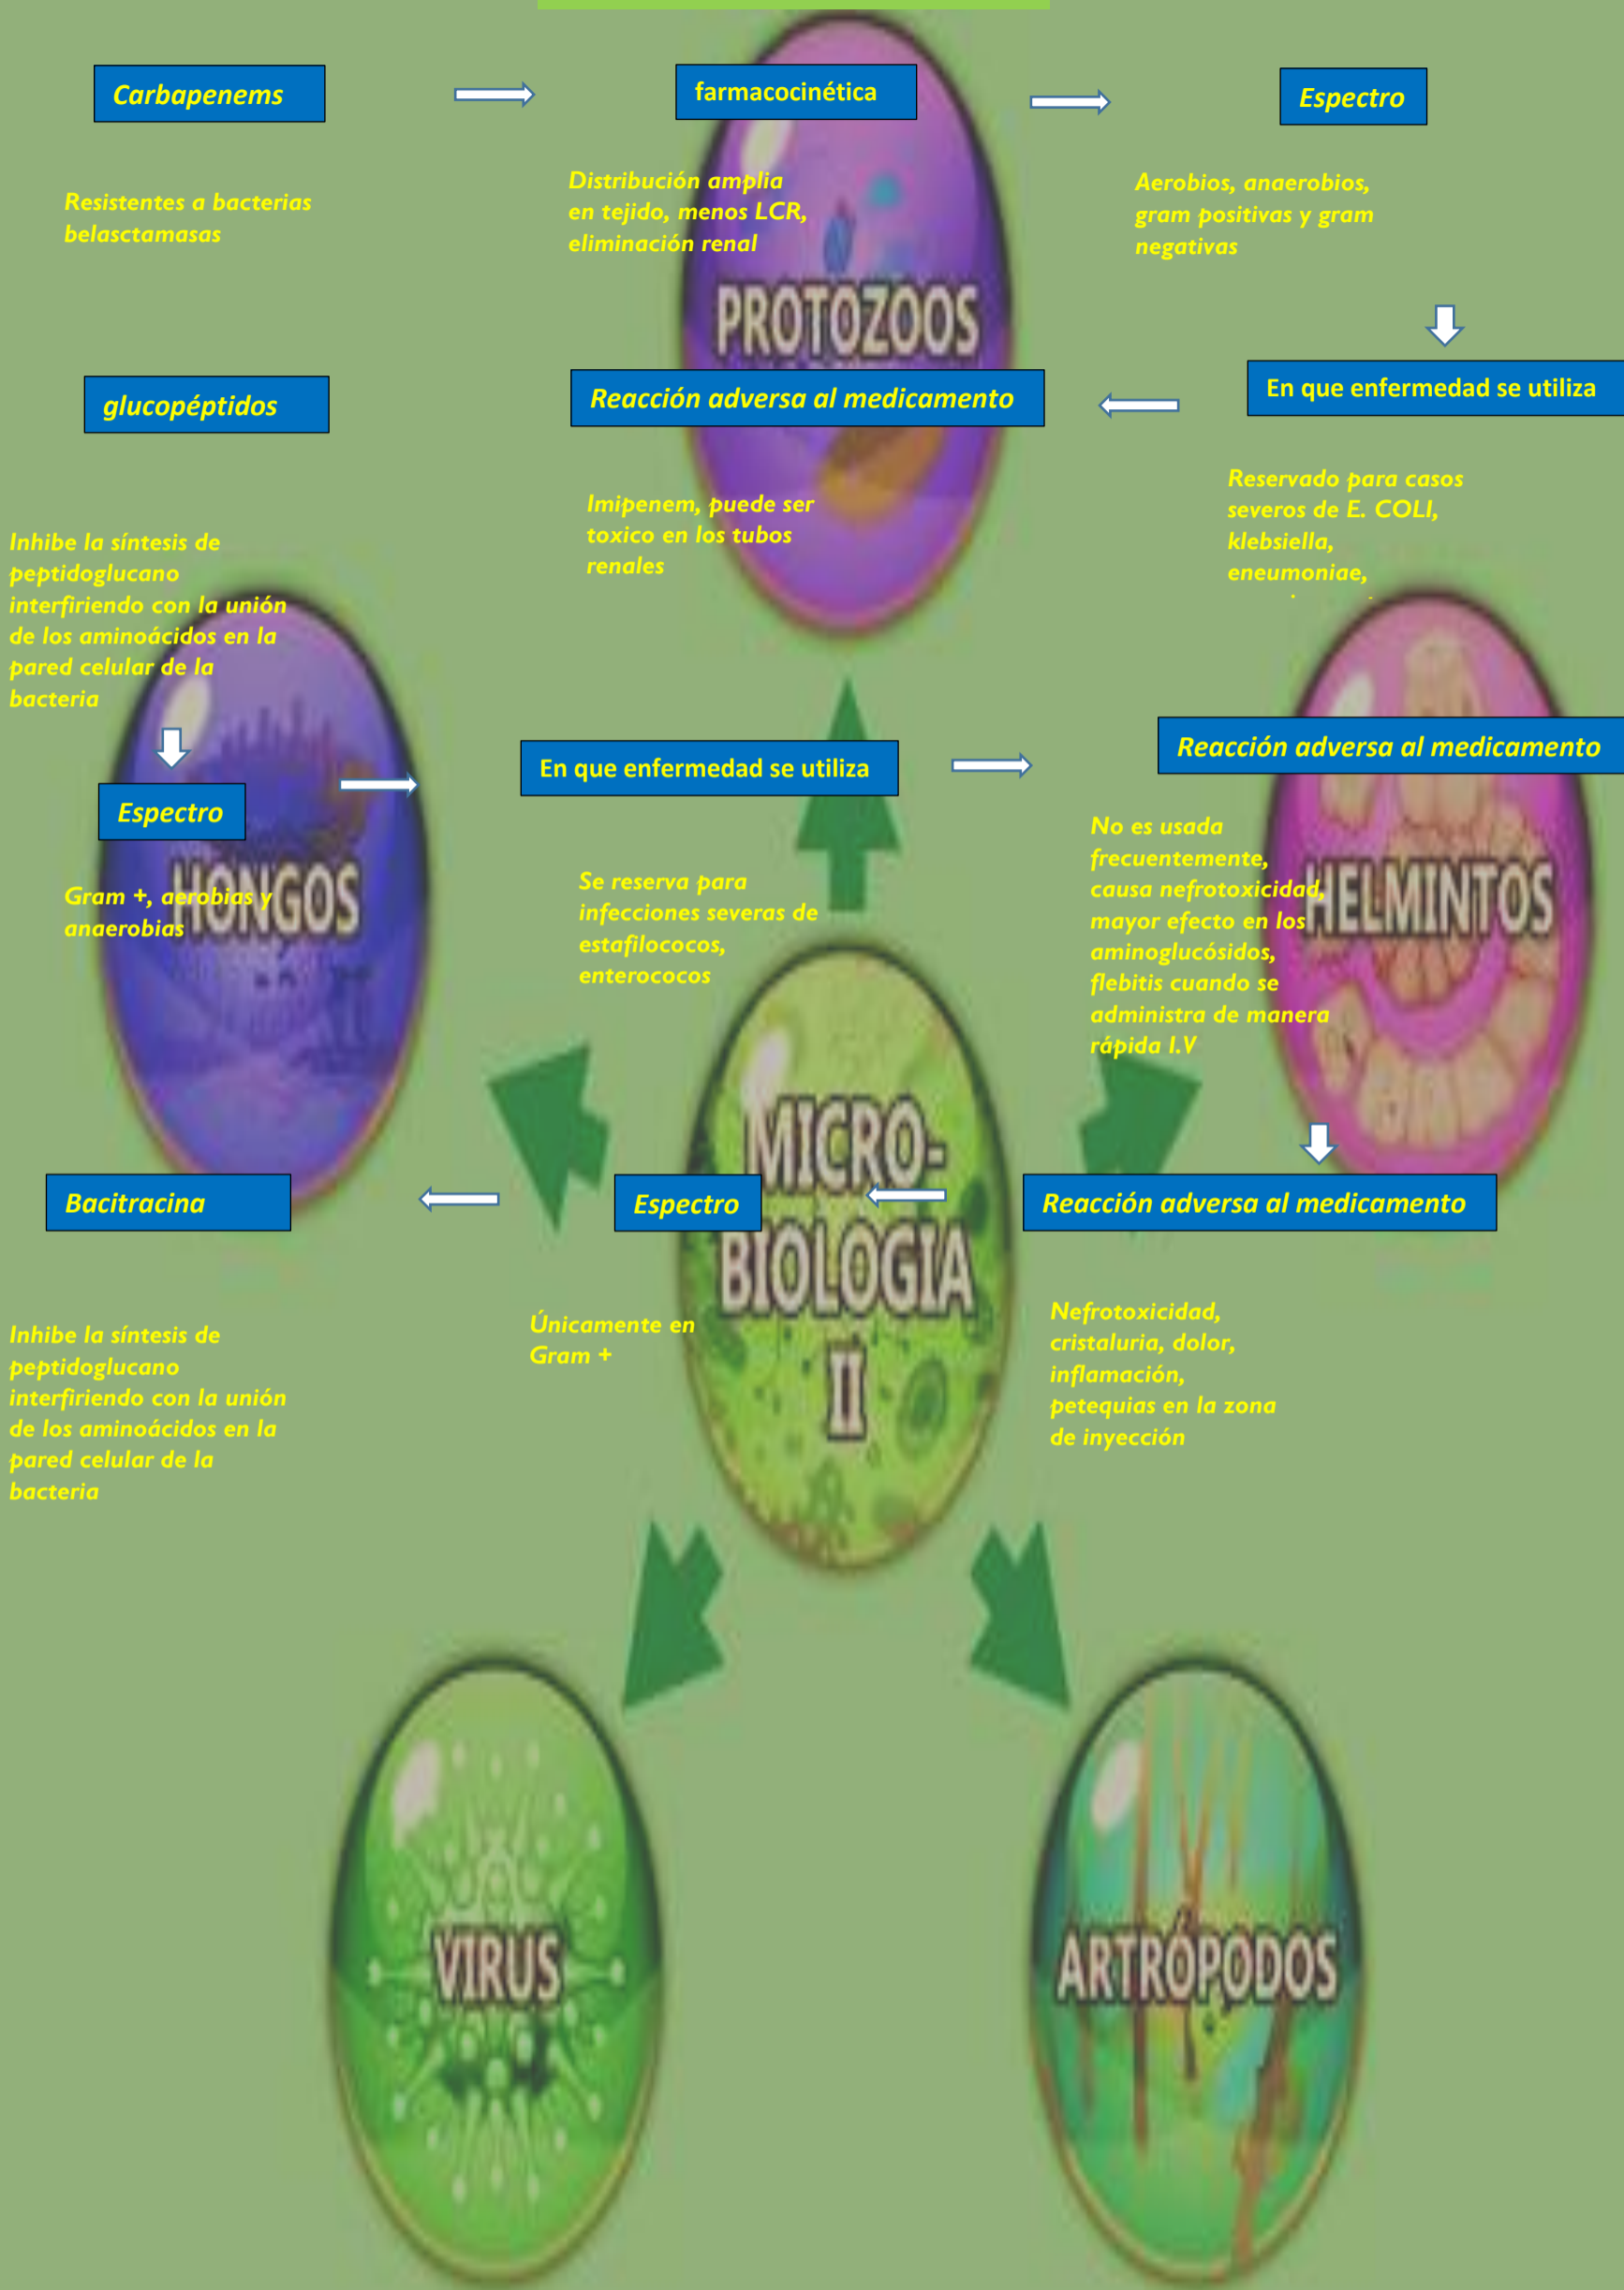 Carbapenems
farmacocinética
Espectro
Resistentes a bacterias
belasctamasas
Distribución amplia
en tejido, menos LCR,
eliminación renal
Aerobios, anaerobios,
gram positivas y gram
negativas
PROTOZOOS
glucopéptidos
Reacción adversa al medicamento
En que enfermedad se utiliza
Imipenem, puede ser
toxico en los tubos
renales
Reservado para casos
severos de E. COLI,
klebsiella,
eneumoniae,
Inhibe la síntesis de
peptidoglucano
interfiriendo con la unión
de los aminoácidos en la
pared celular de la
bacteria
Espectro
En que enfermedad se utiliza
Reacción adversa al medicamento
Gram +, aerobias y
anaerobias
HONGOS
Se reserva para
infecciones severas de
estafilococos,
enterococos
No es usada
frecuentemente,
causa nefrotoxicidad,
mayor efecto en los
aminoglucósidos,
flebitis cuando se
administra de manera
rápida I.V
HELMINTOS
MICRO-
BIOLOGIA
II
Bacitracina
Espectro
Reacción adversa al medicamento
Inhibe la síntesis de
peptidoglucano
interfiriendo con la unión
de los aminoácidos en la
pared celular de la
bacteria
Únicamente en
Gram +
Nefrotoxicidad,
cristaluria, dolor,
inflamación,
petequias en la zona
de inyección
VIRUS
ARTRÓPODOS